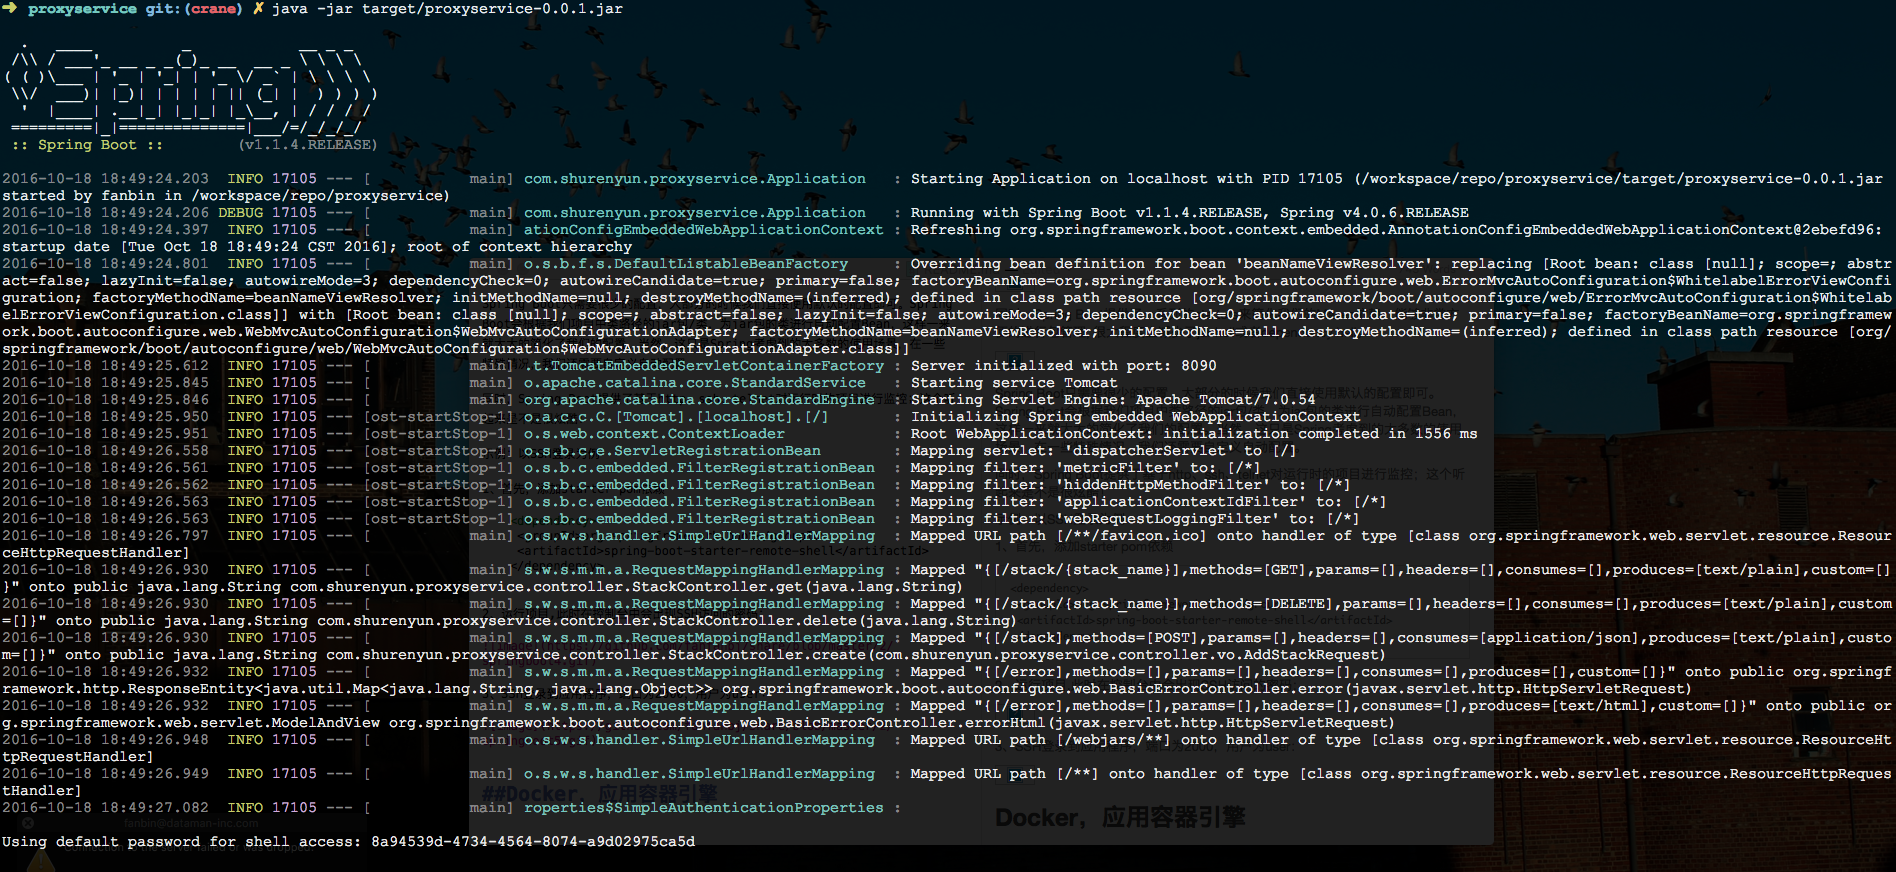 ➜ proxyservice git:(crane) ✗ java -jar target/proxyservice-0.0.1.jar
:: Spring Boot :: (v1.1.4.RELEASE)
2016-10-18 18:49:24.203 INFO 17105 --- [ main] com.shurenyun.proxyservice.Application : Starting Application on localhost with PID 17105 (/workspace/repo/proxyservice/target/proxyservice-0.0.1.jar
started by fanbin in /workspace/repo/proxyservice)
2016-10-18 18:49:24.206 DEBUG 17105 --- [ main] com.shurenyun.proxyservice.Application : Running with Spring Boot v1.1.4.RELEASE, Spring v4.0.6.RELEASE
2016-10-18 18:49:24.397 INFO 17105 --- [ main] ationConfigEmbeddedWebApplicationContext : Refreshing org.springframework.boot.context.embedded.AnnotationConfigEmbeddedWebApplicationContext@2ebefd96:
startup date [Tue Oct 18 18:49:24 CST 2016]; root of context hierarchy
2016-10-18 18:49:24.801 INFO 17105 --- [ main] o.s.b.f.s.DefaultListableBeanFactory : Overriding bean definition for bean 'beanNameViewResolver': replacing [Root bean: class [null]; scope=; abstr
act=false; lazyInit=false; autowireMode=3; dependencyCheck=0; autowireCandidate=true; primary=false; factoryBeanName=org.springframework.boot.autoconfigure.web.ErrorMvcAutoConfiguration$WhitelabelErrorViewConfi
guration; factoryMethodName=beanNameViewResolver; initMethodName=null; destroyMethodName=(inferred); defined in class path resource [org/springframework/boot/autoconfigure/web/ErrorMvcAutoConfiguration$Whitelab
elErrorViewConfiguration.class]] with [Root bean: class [null]; scope=; abstract=false; lazyInit=false; autowireMode=3; dependencyCheck=0; autowireCandidate=true; primary=false; factoryBeanName=org.springframew
ork.boot.autoconfigure.web.WebMvcAutoConfiguration$WebMvcAutoConfigurationAdapter; factoryMethodName=beanNameViewResolver; initMethodName=null; destroyMethodName=(inferred); defined in class path resource [org/
springframework/boot/autoconfigure/web/WebMvcAutoConfiguration$WebMvcAutoConfigurationAdapter.class]]
2016-10-18 18:49:25.612 INFO 17105 --- [ main] .t.TomcatEmbeddedServletContainerFactory : Server initialized with port: 8090
2016-10-18 18:49:25.845 INFO 17105 --- [ main] o.apache.catalina.core.StandardService : Starting service Tomcat
2016-10-18 18:49:25.846 INFO 17105 --- [ main] org.apache.catalina.core.StandardEngine : Starting Servlet Engine: Apache Tomcat/7.0.54
2016-10-18 18:49:25.950 INFO 17105 --- [ost-startStop-1] o.a.c.c.C.[Tomcat].[localhost].[/] : Initializing Spring embedded WebApplicationContext
2016-10-18 18:49:25.951 INFO 17105 --- [ost-startStop-1] o.s.web.context.ContextLoader : Root WebApplicationContext: initialization completed in 1556 ms
2016-10-18 18:49:26.558 INFO 17105 --- [ost-startStop-1] o.s.b.c.e.ServletRegistrationBean : Mapping servlet: 'dispatcherServlet' to [/]
2016-10-18 18:49:26.561 INFO 17105 --- [ost-startStop-1] o.s.b.c.embedded.FilterRegistrationBean : Mapping filter: 'metricFilter' to: [/*]
2016-10-18 18:49:26.562 INFO 17105 --- [ost-startStop-1] o.s.b.c.embedded.FilterRegistrationBean : Mapping filter: 'hiddenHttpMethodFilter' to: [/*]
2016-10-18 18:49:26.563 INFO 17105 --- [ost-startStop-1] o.s.b.c.embedded.FilterRegistrationBean : Mapping filter: 'applicationContextIdFilter' to: [/*]
2016-10-18 18:49:26.563 INFO 17105 --- [ost-startStop-1] o.s.b.c.embedded.FilterRegistrationBean : Mapping filter: 'webRequestLoggingFilter' to: [/*]
2016-10-18 18:49:26.797 INFO 17105 --- [ main] o.s.w.s.handler.SimpleUrlHandlerMapping : Mapped URL path [/**/favicon.ico] onto handler of type [class org.springframework.web.servlet.resource.Resour
ceHttpRequestHandler]
2016-10-18 18:49:26.930 INFO 17105 --- [ main] s.w.s.m.m.a.RequestMappingHandlerMapping : Mapped "{[/stack/{stack_name}],methods=[GET],params=[],headers=[],consumes=[],produces=[text/plain],custom=[]
}" onto public java.lang.String com.shurenyun.proxyservice.controller.StackController.get(java.lang.String)
2016-10-18 18:49:26.930 INFO 17105 --- [ main] s.w.s.m.m.a.RequestMappingHandlerMapping : Mapped "{[/stack/{stack_name}],methods=[DELETE],params=[],headers=[],consumes=[],produces=[text/plain],custom
=[]}" onto public java.lang.String com.shurenyun.proxyservice.controller.StackController.delete(java.lang.String)
2016-10-18 18:49:26.930 INFO 17105 --- [ main] s.w.s.m.m.a.RequestMappingHandlerMapping : Mapped "{[/stack],methods=[POST],params=[],headers=[],consumes=[application/json],produces=[text/plain],custo
m=[]}" onto public java.lang.String com.shurenyun.proxyservice.controller.StackController.create(com.shurenyun.proxyservice.controller.vo.AddStackRequest)
2016-10-18 18:49:26.932 INFO 17105 --- [ main] s.w.s.m.m.a.RequestMappingHandlerMapping : Mapped "{[/error],methods=[],params=[],headers=[],consumes=[],produces=[],custom=[]}" onto public org.springf
ramework.http.ResponseEntity<java.util.Map<java.lang.String, java.lang.Object>> org.springframework.boot.autoconfigure.web.BasicErrorController.error(javax.servlet.http.HttpServletRequest)
2016-10-18 18:49:26.932 INFO 17105 --- [ main] s.w.s.m.m.a.RequestMappingHandlerMapping : Mapped "{[/error],methods=[],params=[],headers=[],consumes=[],produces=[text/html],custom=[]}" onto public or
g.springframework.web.servlet.ModelAndView org.springframework.boot.autoconfigure.web.BasicErrorController.errorHtml(javax.servlet.http.HttpServletRequest)
2016-10-18 18:49:26.948 INFO 17105 --- [ main] o.s.w.s.handler.SimpleUrlHandlerMapping : Mapped URL path [/webjars/**] onto handler of type [class org.springframework.web.servlet.resource.ResourceHt
tpRequestHandler]
2016-10-18 18:49:26.949 INFO 17105 --- [ main] o.s.w.s.handler.SimpleUrlHandlerMapping : Mapped URL path [/**] onto handler of type [class org.springframework.web.servlet.resource.ResourceHttpReques
tHandler]
##Docker，应用容器引擎
2016-10-18 18:49:27.082 INFO 17105 --- [ main] roperties$SimpleAuthenticationProperties :
Docker，应用容器引擎
fanbin@dataman-inc.com
Using default password for shell access: 8a94539d-4734-4564-8074-a9d02975ca5d